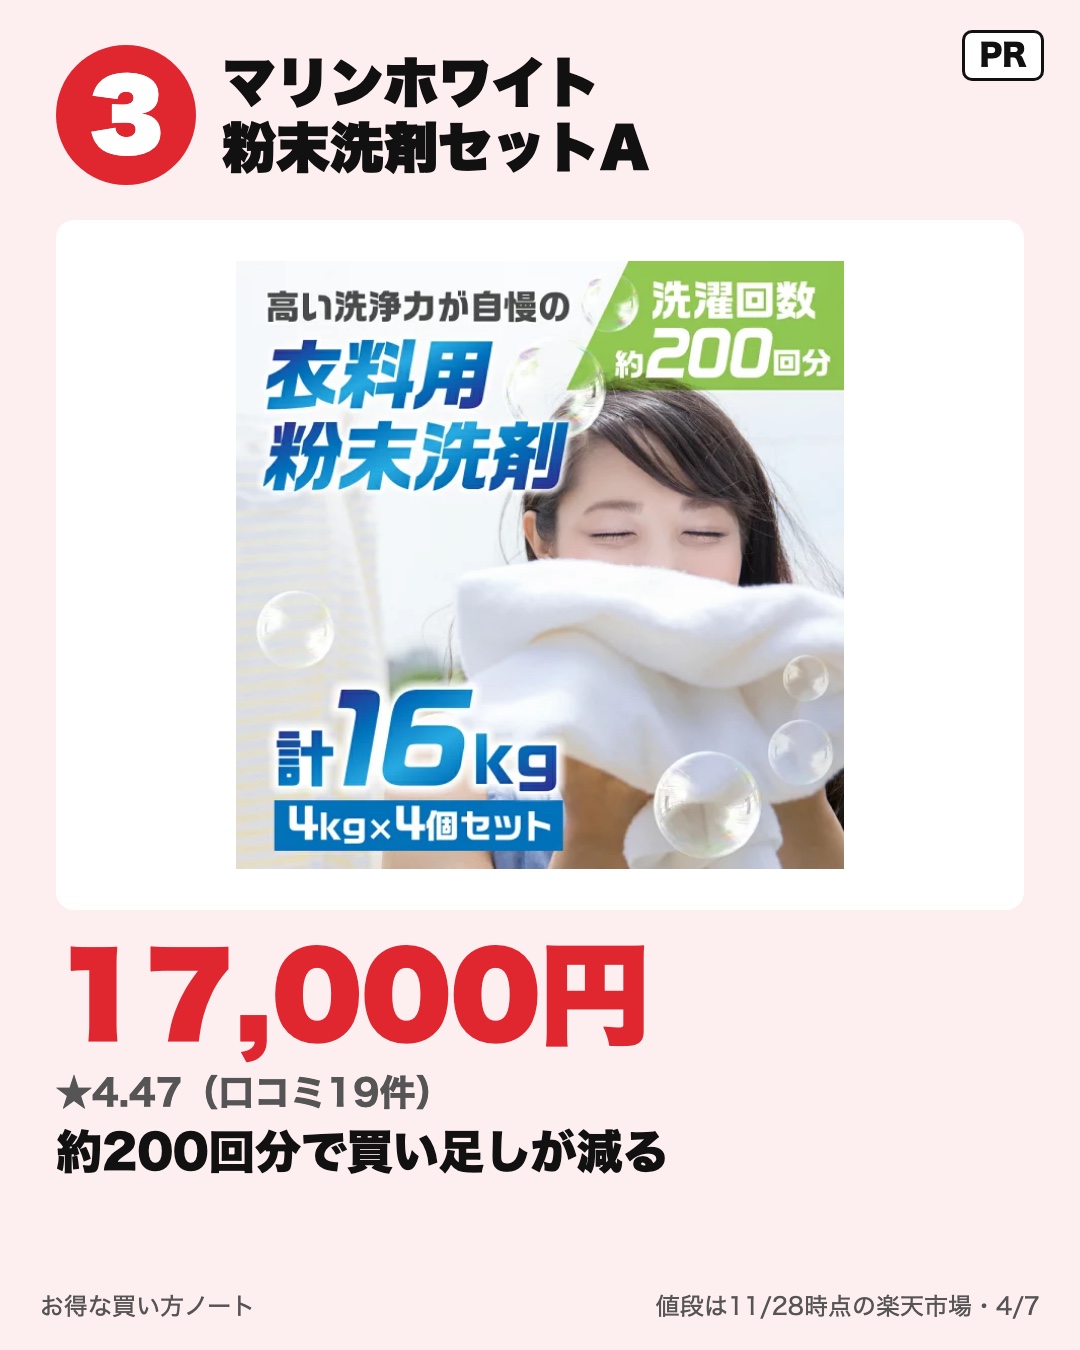 3
マリンホワイト
粉末洗剤セットA
PR
高い洗浄力が自慢の
衣料用
粉末洗剤
洗濯回数
約200回分
計16kg
4kg×4個セット
17,000円
★4.47（口コミ19件）
約200回分で買い足しが減る
お得な買い方ノート
値段は11/28時点の楽天市場・4/7